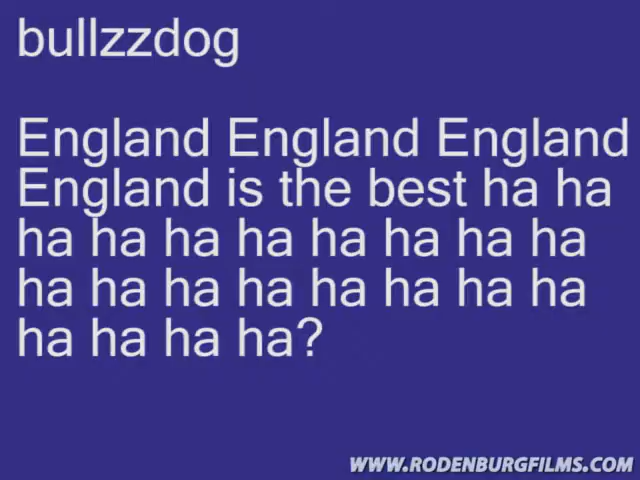 bullzzdog
England England England
England is the best ha ha
ha ha ha ha ha ha ha ha
ha ha ha ha ha ha ha ha
ha ha ha ha?
WWW.RODENBURGFILMS.COM